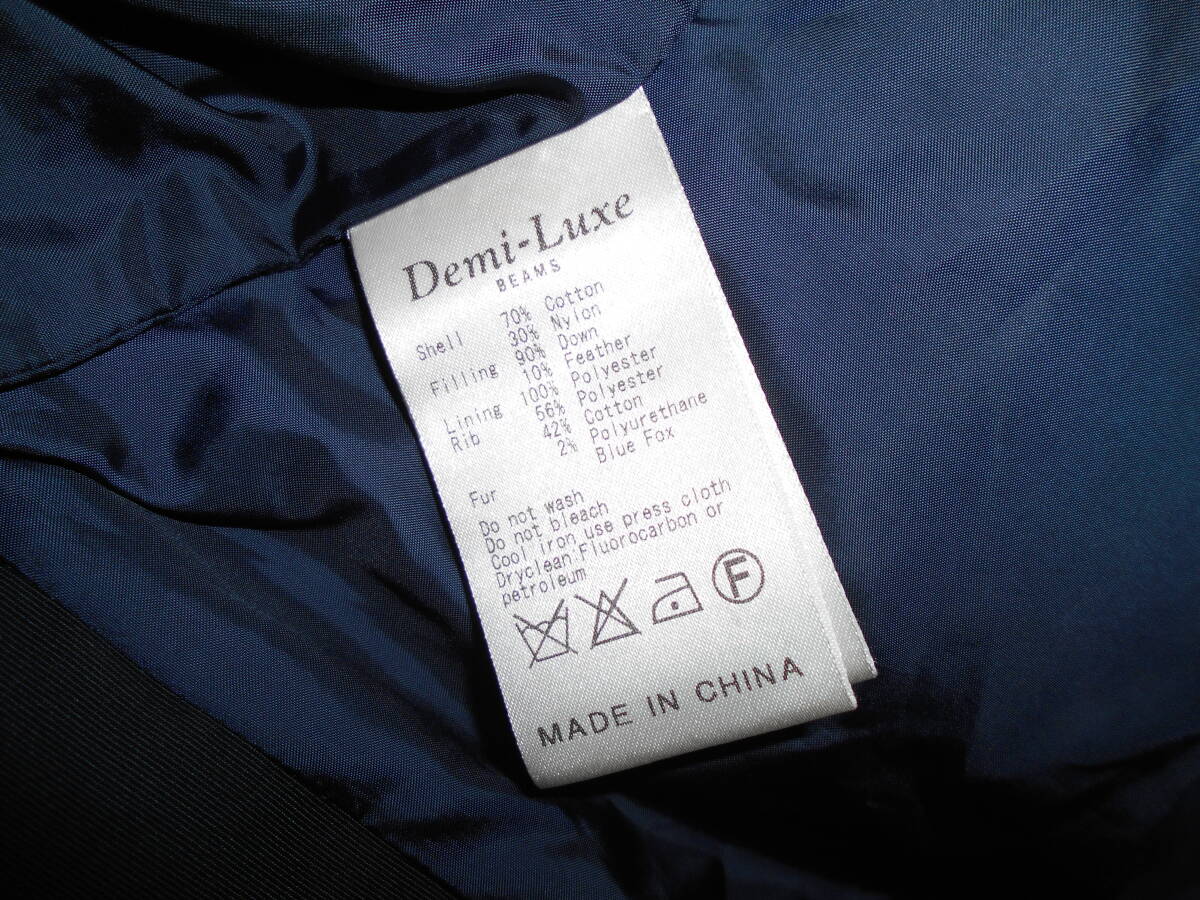 Demi-Luxe
BEAMS
Shell 70% Cotton
30% Nylon
Filling 90% Down
10% Feather
Lining 100% Polyester
Rib 56% Polyester
42% Cotton
2% Polyurethane
Fur Blue Fox
Do not wash
Do not bleach
Cool iron use press cloth
Dryclean:Fluorocarbon or
petroleum
F
MADE IN CHINA